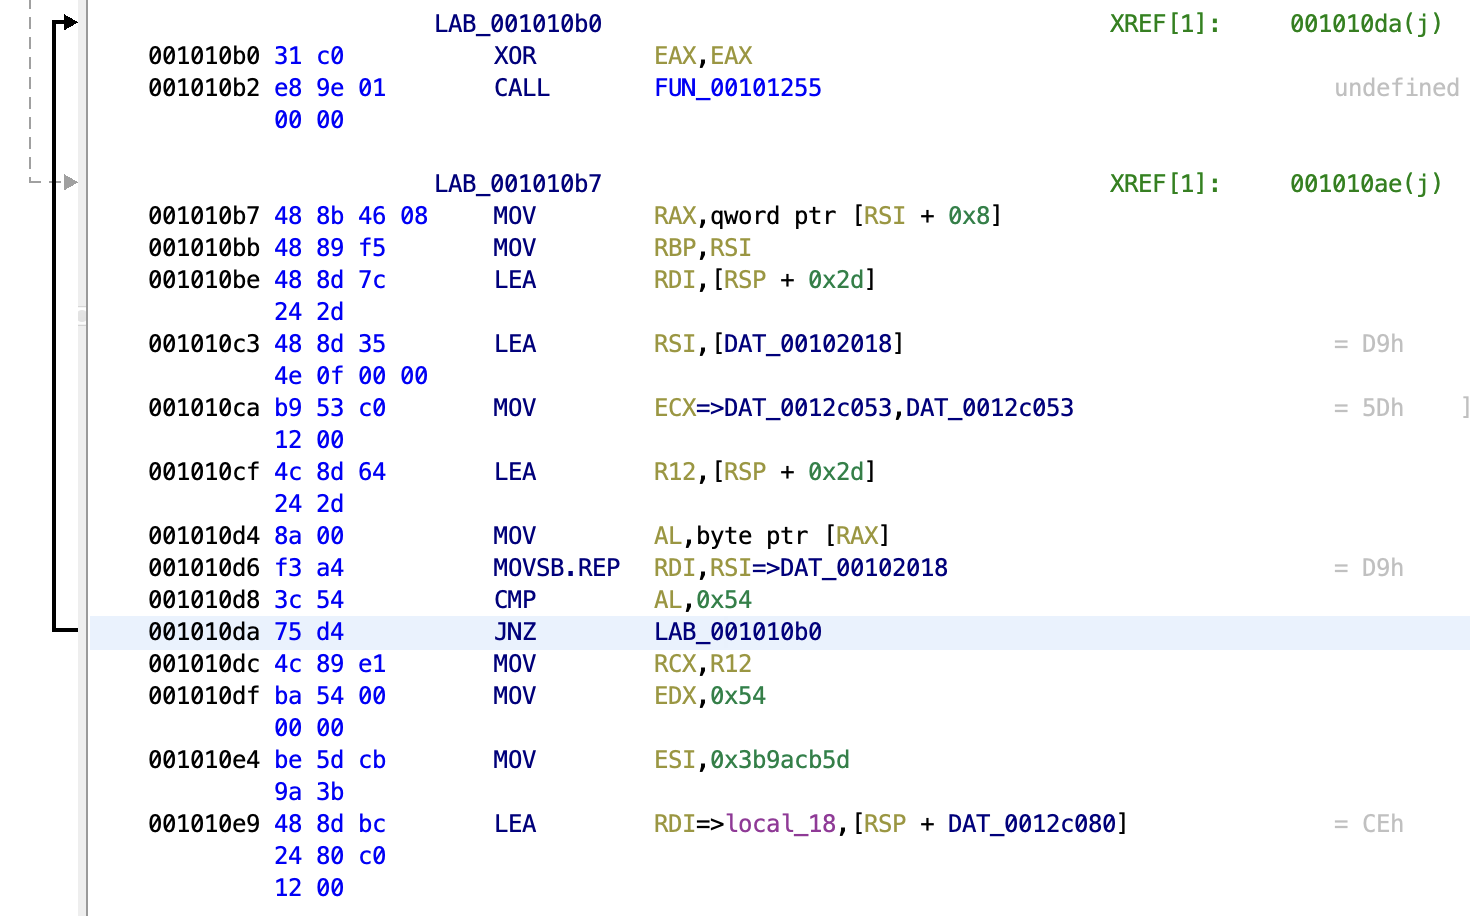 LAB_001010b0 XREF[1]: 001010da(j)
001010b0 31 c0 XOR EAX,EAX
001010b2 e8 9e 01 CALL FUN_00101255 undefined
00 00
LAB_001010b7 XREF[1]: 001010ae(j)
001010b7 48 8b 46 08 MOV RAX,qword ptr [RSI + 0x8]
001010bb 48 89 f5 MOV RBP,RSI
001010be 48 8d 7c LEA RDI,[RSP + 0x2d]
24 2d
001010c3 48 8d 35 LEA RSI,[DAT_00102018] = D9h
4e 0f 00 00
001010ca b9 53 c0 MOV ECX=>DAT_0012c053,DAT_0012c053 = 5Dh ]
12 00
001010cf 4c 8d 64 LEA R12,[RSP + 0x2d]
24 2d
001010d4 8a 00 MOV AL,byte ptr [RAX]
001010d6 f3 a4 MOVSB.REP RDI,RSI=>DAT_00102018 = D9h
001010d8 3c 54 CMP AL,0x54
001010da 75 d4 JNZ LAB_001010b0
001010dc 4c 89 e1 MOV RCX,R12
001010df ba 54 00 MOV EDX,0x54
00 00
001010e4 be 5d cb MOV ESI,0x3b9acb5d
9a 3b
001010e9 48 8d bc LEA RDI=>local_18,[RSP + DAT_0012c080] = CEh
24 80 c0
12 00